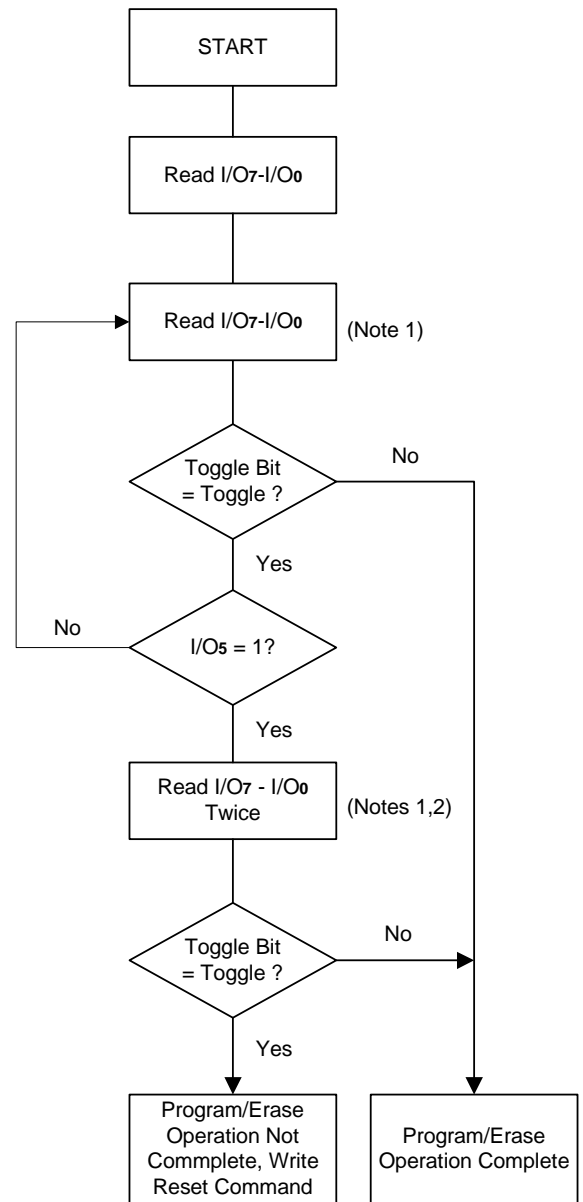 START
Read I/O7-I/O0
Read I/O7-I/O0
(Note 1)
Toggle Bit
= Toggle ?
No
Yes
No
I/O5 = 1?
Yes
Read I/O7 - I/O0
Twice
(Notes 1,2)
Toggle Bit
= Toggle ?
No
Yes
Program/Erase
Operation Not
Commplete, Write
Reset Command
Program/Erase
Operation Complete